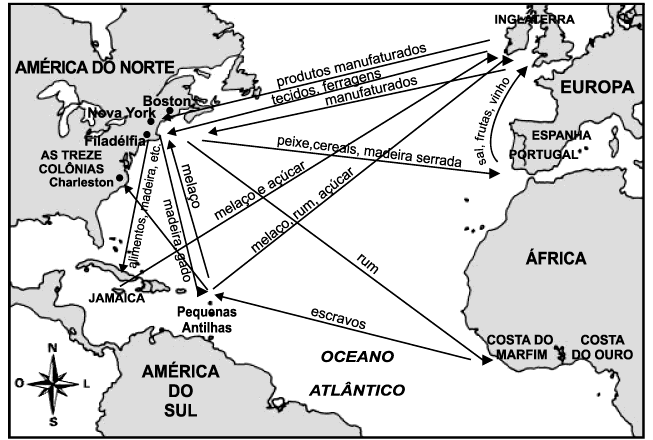 INGLATERRA
AMÉRICA DO NORTE
produtos manufaturados
tecidos, ferragens
manufaturados
EUROPA
Boston
Nova York
Filadélfia
sal, frutas, vinho
ESPANHA
PORTUGAL
peixe,cereais, madeira serrada
AS TREZE
COLÔNIAS
Charleston
alimentos, madeira, etc.
melaço
madeira, gado
melaço e açúcar
melaço, rum, açúcar
rum
ÁFRICA
JAMAICA
Pequenas
Antilhas
escravos
COSTA DO
MARFIM
COSTA
DO OURO
OCEANO
ATLÂNTICO
AMÉRICA
DO
SUL
N
O
L
S